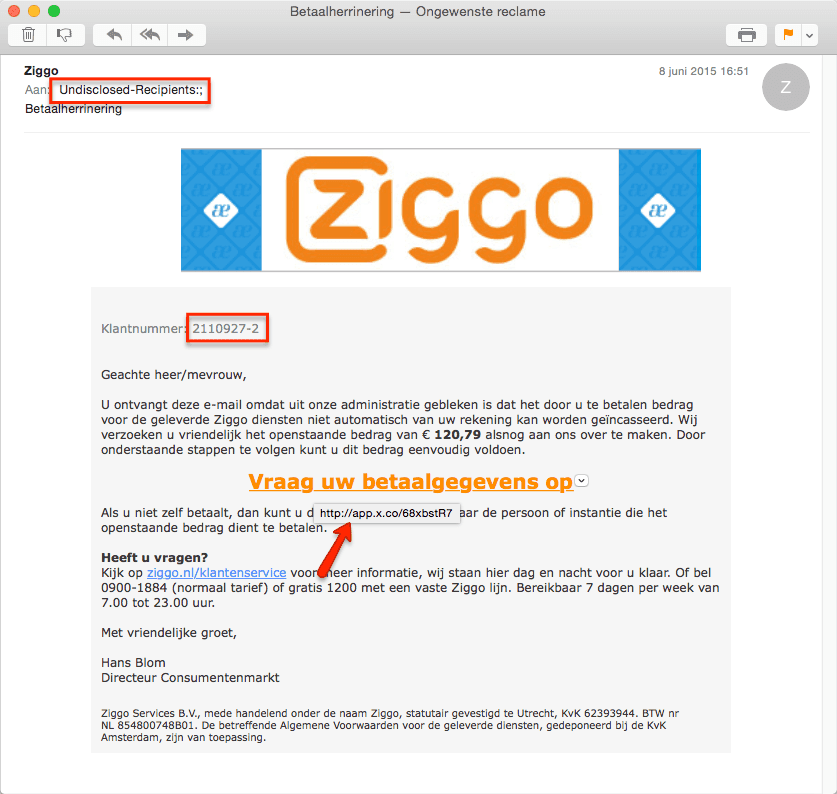 Betaalherrinering — Ongewenste reclame
Ziggo
8 juni 2015 16:51
Aan: Undisclosed-Recipients:;
Z
Betaalherrinering
æ
ziggo
æ
Klantnummer: 2110927-2
Geachte heer/mevrouw,
U ontvangt deze e-mail omdat uit onze administratie gebleken is dat het door u te betalen bedrag
voor de geleverde Ziggo diensten niet automatisch van uw rekening kan worden geïncasseerd. Wij
verzoeken u vriendelijk het openstaande bedrag van € 120,79 alsnog aan ons over te maken. Door
onderstaande stappen te volgen kunt u dit bedrag eenvoudig voldoen.
Vraag uw betaalgegevens op
Als u niet zelf betaalt, dan kunt u d http://app.x.co/68xbstR7 aar de persoon of instantie die het
openstaande bedrag dient te betalen.
Heeft u vragen?
Kijk op ziggo.nl/klantenservice voor meer informatie, wij staan hier dag en nacht voor u klaar. Of bel
0900-1884 (normaal tarief) of gratis 1200 met een vaste Ziggo lijn. Bereikbaar 7 dagen per week van
7.00 tot 23.00 uur.
Met vriendelijke groet,
Hans Blom
Directeur Consumentenmarkt
Ziggo Services B.V., mede handelend onder de naam Ziggo, statutair gevestigd te Utrecht, KvK 62393944. BTW nr
NL 854800748B01. De betreffende Algemene Voorwaarden voor de geleverde diensten, gedeponeerd bij de KvK
Amsterdam, zijn van toepassing.